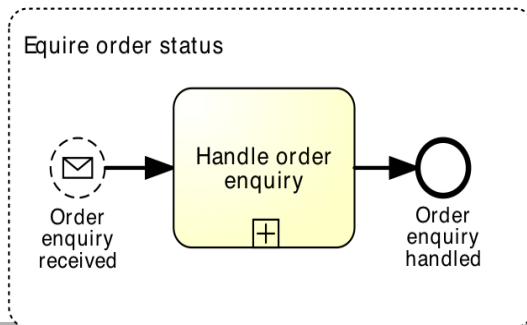 Equire order status
Handle order
enquiry
Order
enquiry
received
Order
enquiry
handled